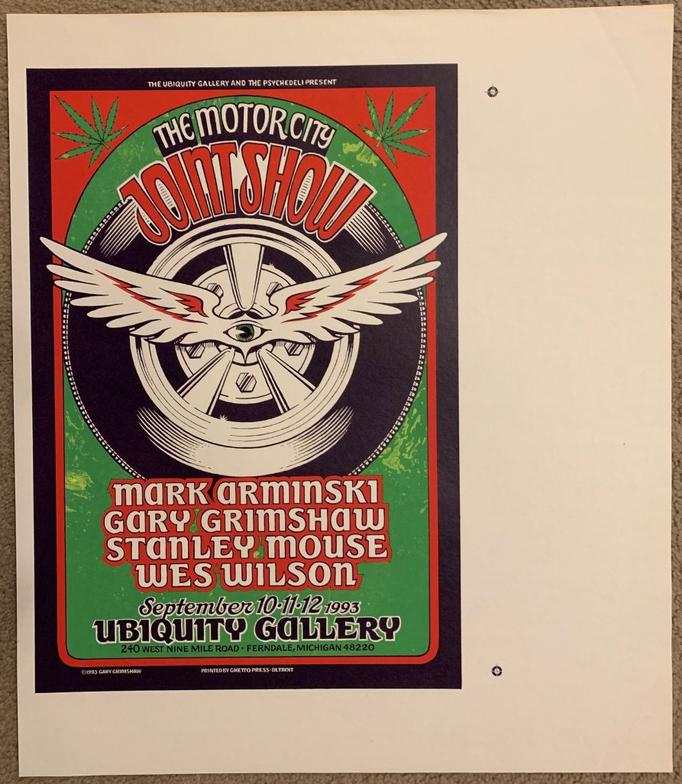 THE UBIQUITY GALLERY AND THE PSYCHEDELI PRESENT
THE MOTOR CITY
JOINT SHOW
MARK ARMINSKI
GARY GRIMSHAW
STANLEY MOUSE
WES WILSON
September 10-11-12 1993
UBIQUITY GALLERY
240 WEST NINE MILE ROAD • FERNDALE, MICHIGAN 48220
©1993 GARY GRIMSHAW
PRINTED BY GHETTO PRESS • DETROIT